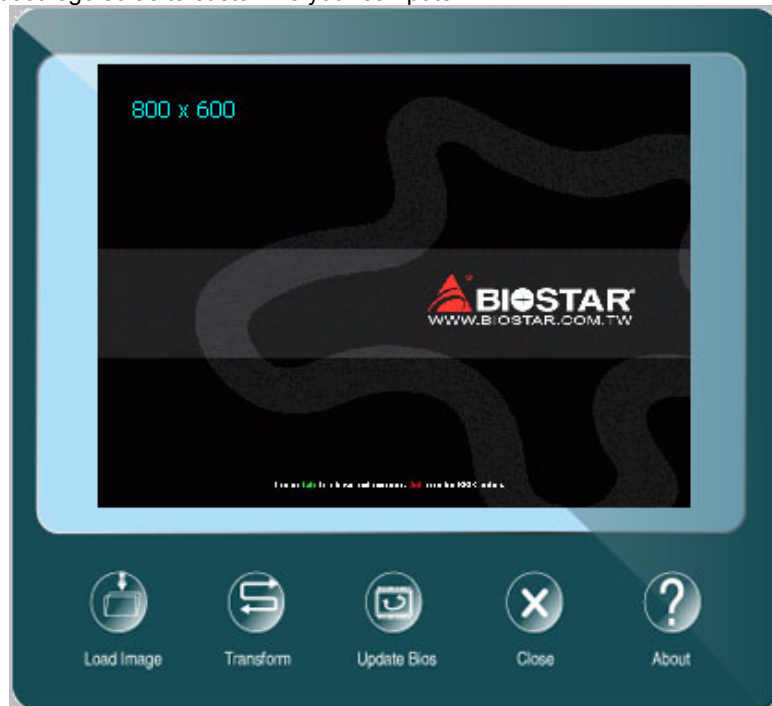 800 x 600
BIOSTAR®
WWW.BIOSTAR.COM.TW
Load Image
Transform
Update Bios
Close
About